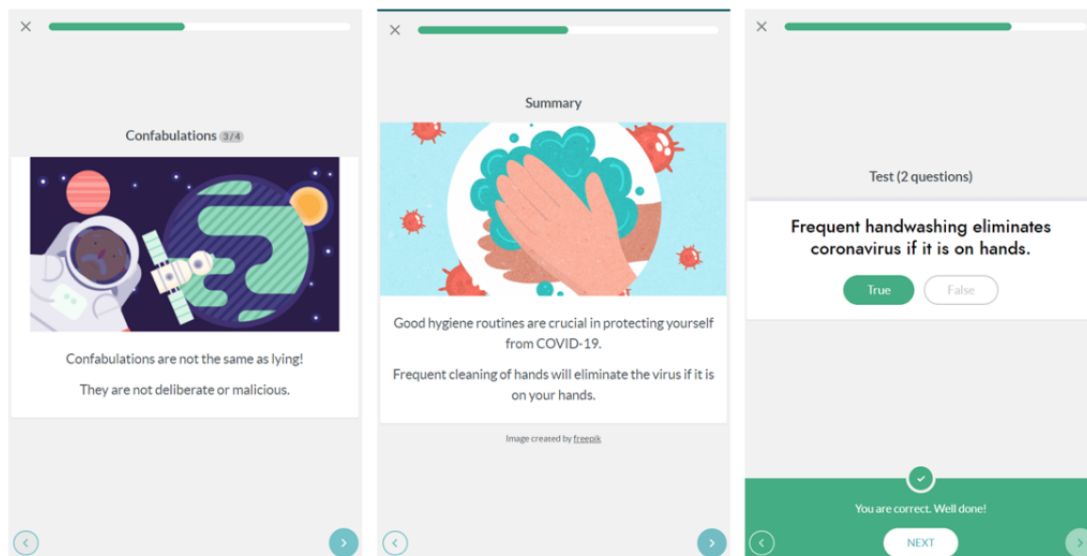 Confabulations 3/4
Confabulations are not the same as lying!
They are not deliberate or malicious.
Summary
Good hygiene routines are crucial in protecting yourself
from COVID-19.
Frequent cleaning of hands will eliminate the virus if it is
on your hands.
Image created by freepik
Test (2 questions)
Frequent handwashing eliminates
coronavirus if it is on hands.
True False
You are correct. Well done!
NEXT